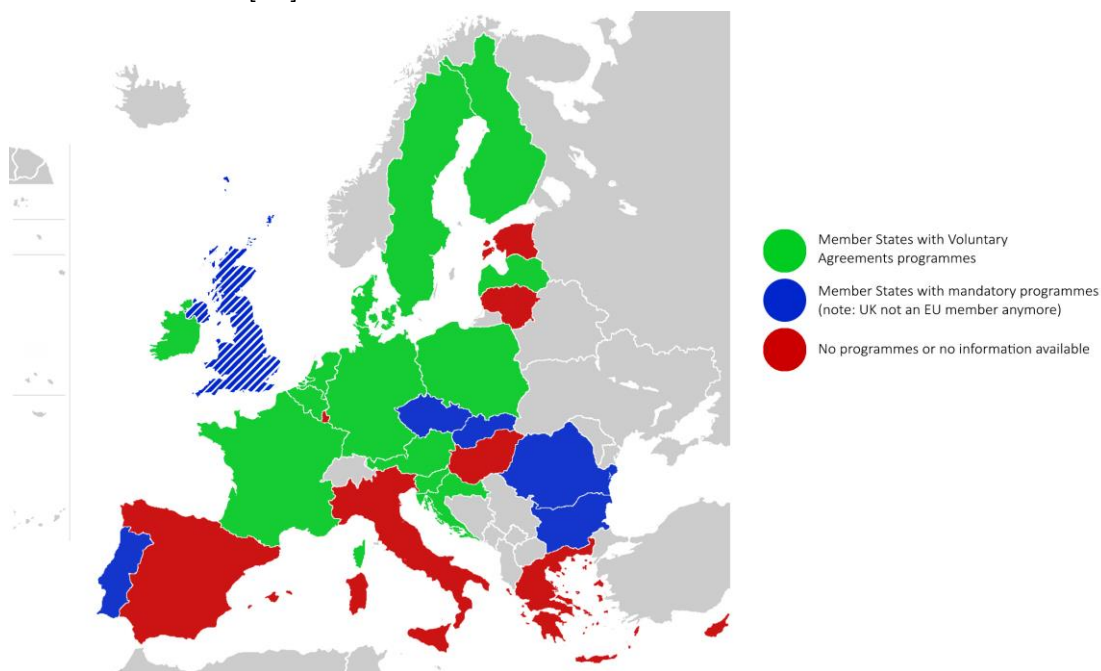 Member States with Voluntary
Agreements programmes
Member States with mandatory programmes
(note: UK not an EU member anymore)
No programmes or no information available